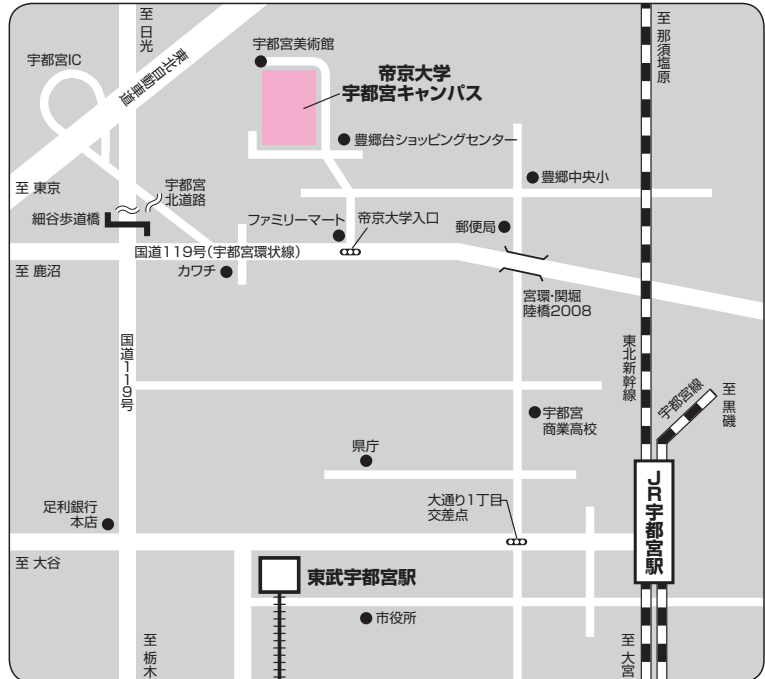 至 日光
至 那須塩原
宇都宮IC
東北自動車道
宇都宮美術館
帝京大学
宇都宮キャンパス
豊郷台ショッピングセンター
豊郷中央小
至 東京
宇都宮
北道路
細谷歩道橋
ファミリーマート
帝京大学入口
郵便局
国道119号(宇都宮環状線)
至 鹿沼
カワチ
宮環・関堀
陸橋2008
国道119号
東北新幹線
宇都宮線
至 黒磯
宇都宮
商業高校
県庁
大通り1丁目
交差点
足利銀行
本店
JR宇都宮駅
至 大谷
東武宇都宮駅
市役所
至 栃木
至 大宮